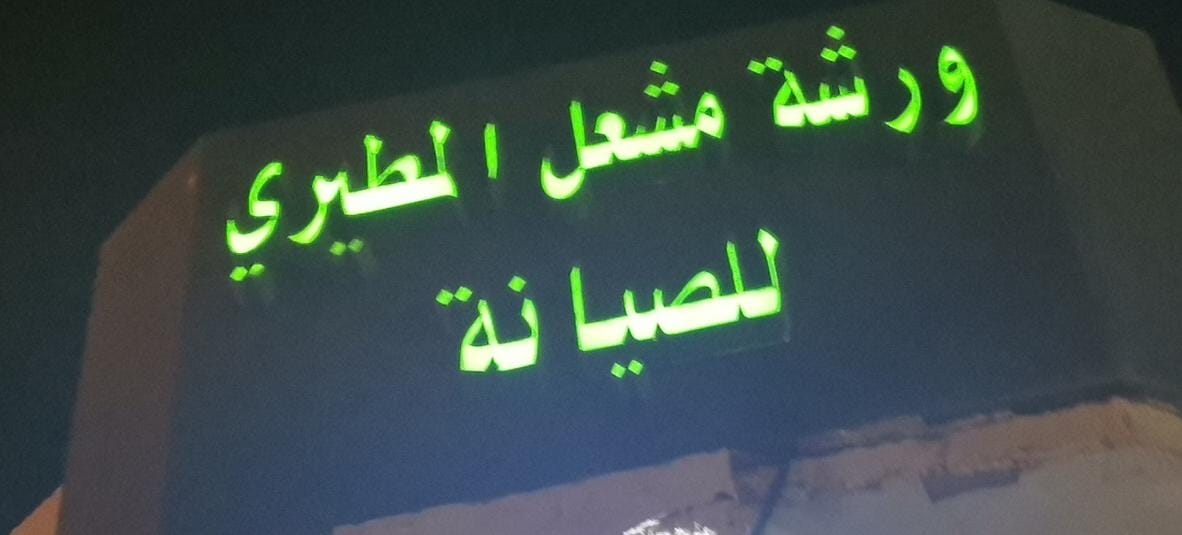 ورشة مشعل المطيري
للصيانة